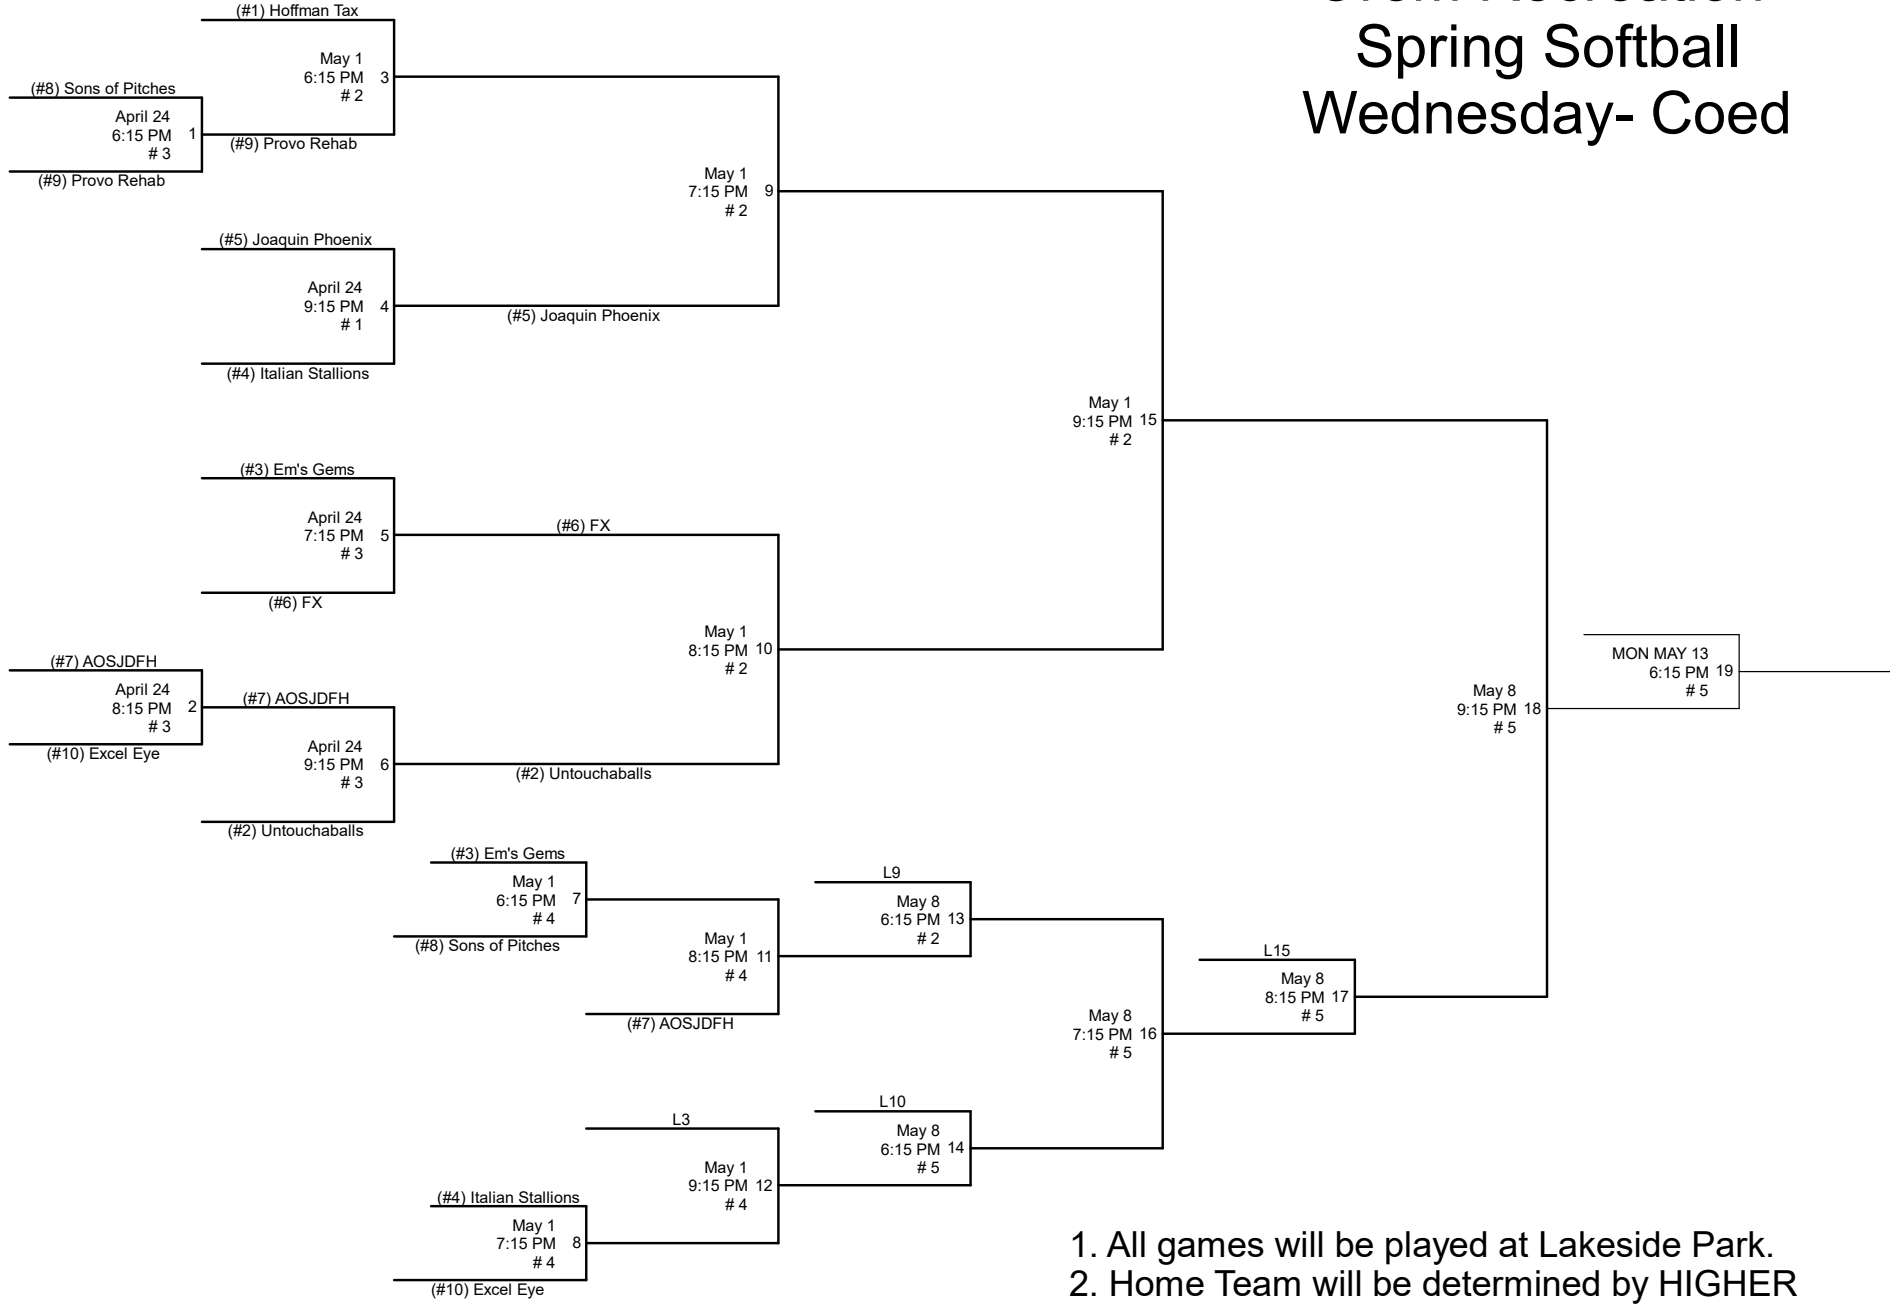 Spring Softball
Wednesday- Coed
(#1) Hoffman Tax
May 1
6:15 PM 3
# 2
(#8) Sons of Pitches
April 24
6:15 PM 1
# 3
(#9) Provo Rehab
(#9) Provo Rehab
May 1
7:15 PM 9
# 2
(#5) Joaquin Phoenix
April 24
9:15 PM 4
# 1
(#5) Joaquin Phoenix
(#4) Italian Stallions
May 1
9:15 PM 15
# 2
(#3) Em's Gems
April 24
7:15 PM 5
# 3
(#6) FX
(#6) FX
May 1
8:15 PM 10
# 2
(#7) AOSJDFH
April 24
8:15 PM 2
# 3
(#10) Excel Eye
(#7) AOSJDFH
April 24
9:15 PM 6
# 3
(#2) Untouchaballs
(#2) Untouchaballs
MON MAY 13
6:15 PM 19
# 5
May 8
9:15 PM 18
# 5
(#3) Em's Gems
May 1
6:15 PM 7
# 4
(#8) Sons of Pitches
May 1
8:15 PM 11
# 4
(#7) AOSJDFH
L9
May 8
6:15 PM 13
# 2
L15
May 8
8:15 PM 17
# 5
May 8
7:15 PM 16
# 5
L10
May 8
6:15 PM 14
# 5
L3
May 1
9:15 PM 12
# 4
(#4) Italian Stallions
May 1
7:15 PM 8
# 4
(#10) Excel Eye
1. All games will be played at Lakeside Park.
2. Home Team will be determined by HIGHER